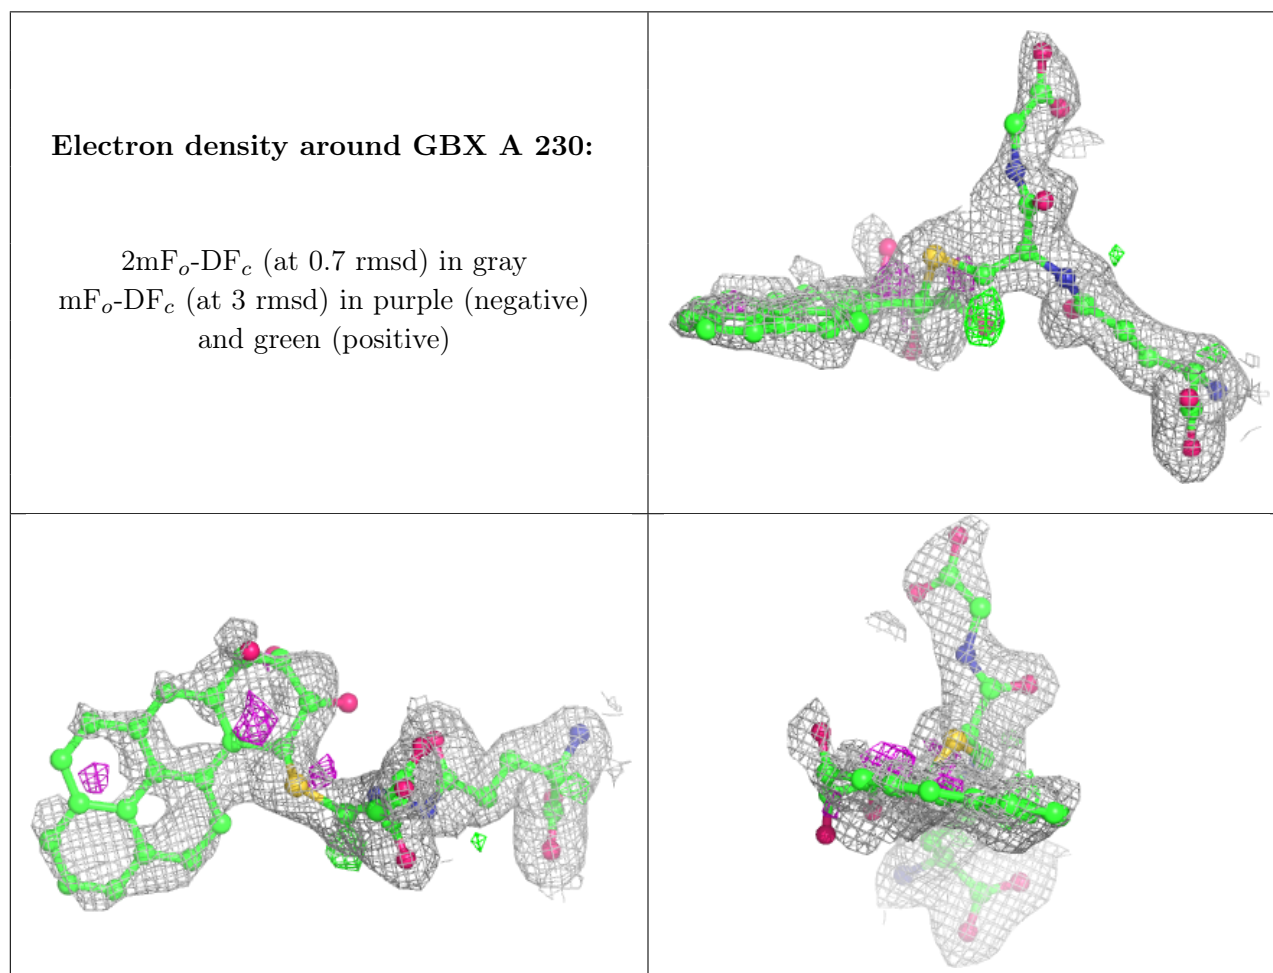 Electron density around GBX A 230:
2mFₒ-DF𝒸 (at 0.7 rmsd) in gray
mFₒ-DF𝒸 (at 3 rmsd) in purple (negative)
and green (positive)